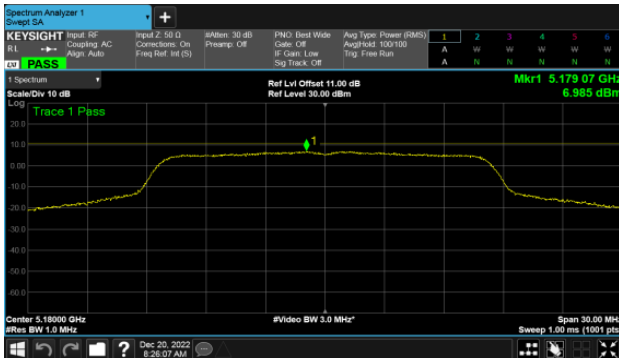 Spectrum Analyzer 1
Swept SA
+
KEYSIGHT Input: RF Input Z: 50 Ω #Atten: 30 dB PNO: Best Wide Avg Type: Power (RMS) 1 2 3 4 5 6
RL Coupling: AC Corrections: On Preamp: Off Gate: Off Avg|Hold: 100/100 A W W W W W
Align: Auto Freq Ref: Int (S) IF Gain: Low Trig: Free Run
LXI PASS Sig Track: Off A N N N N N
1 Spectrum Ref Lvl Offset 11.00 dB Mkr1 5.179 07 GHz
Scale/Div 10 dB Ref Level 30.00 dBm 6.985 dBm
Log Trace 1 Pass
20.0
10.0 1
0.00
-10.0
-20.0
-30.0
-40.0
-50.0
-60.0
Center 5.18000 GHz #Video BW 3.0 MHz* Span 30.00 MHz
#Res BW 1.0 MHz Sweep 1.00 ms (1001 pts)
? Dec 20, 2022
6:26:07 AM